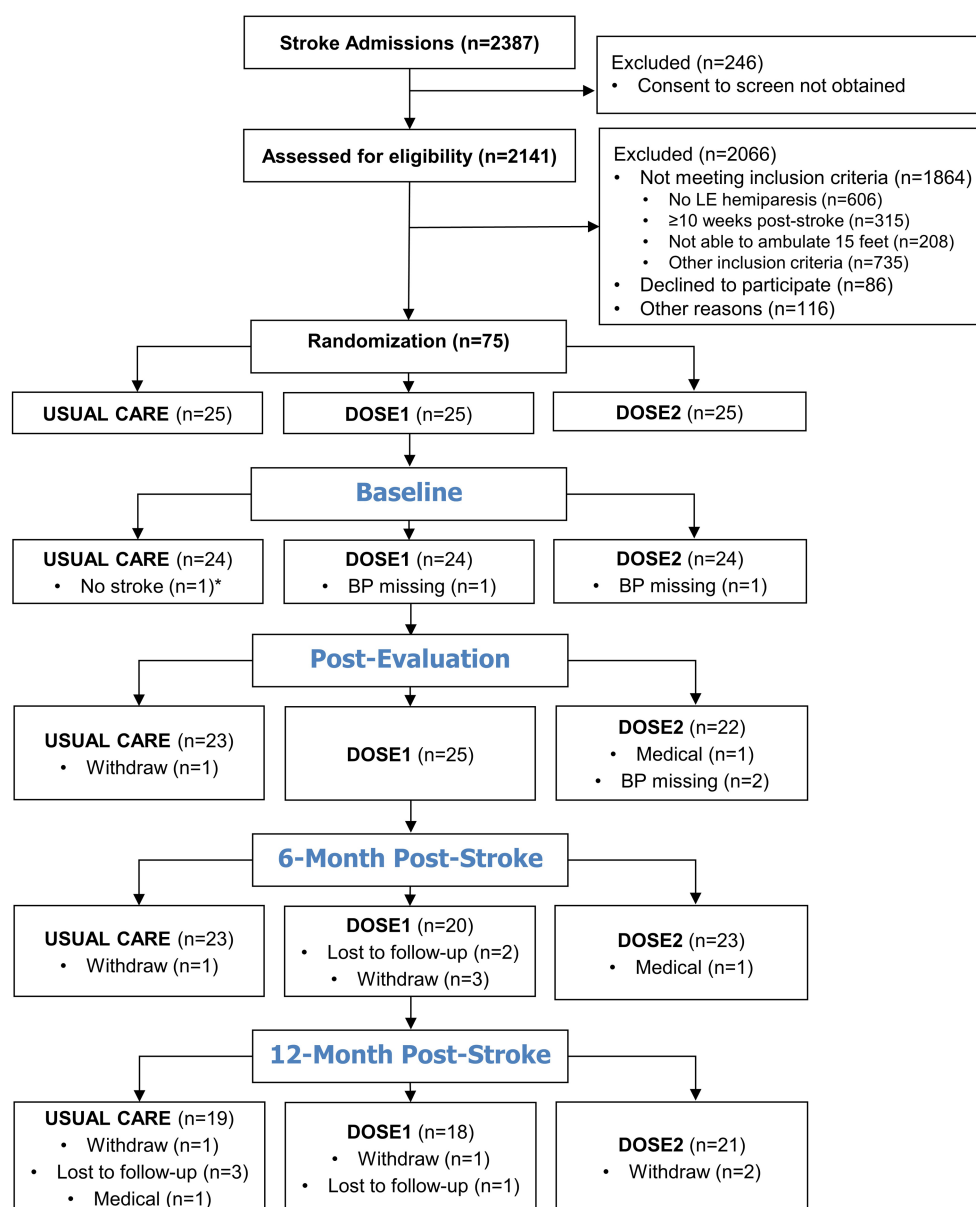 Stroke Admissions (n=2387)
Excluded (n=246)
• Consent to screen not obtained
Assessed for eligibility (n=2141)
Excluded (n=2066)
• Not meeting inclusion criteria (n=1864)
• No LE hemiparesis (n=606)
• ≥10 weeks post-stroke (n=315)
• Not able to ambulate 15 feet (n=208)
• Other inclusion criteria (n=735)
• Declined to participate (n=86)
• Other reasons (n=116)
Randomization (n=75)
USUAL CARE (n=25)
DOSE1 (n=25)
DOSE2 (n=25)
Baseline
USUAL CARE (n=24)
• No stroke (n=1)*
DOSE1 (n=24)
• BP missing (n=1)
DOSE2 (n=24)
• BP missing (n=1)
Post-Evaluation
USUAL CARE (n=23)
• Withdraw (n=1)
DOSE1 (n=25)
DOSE2 (n=22)
• Medical (n=1)
• BP missing (n=2)
6-Month Post-Stroke
USUAL CARE (n=23)
• Withdraw (n=1)
DOSE1 (n=20)
• Lost to follow-up (n=2)
• Withdraw (n=3)
DOSE2 (n=23)
• Medical (n=1)
12-Month Post-Stroke
USUAL CARE (n=19)
• Withdraw (n=1)
• Lost to follow-up (n=3)
• Medical (n=1)
DOSE1 (n=18)
• Withdraw (n=1)
• Lost to follow-up (n=1)
DOSE2 (n=21)
• Withdraw (n=2)